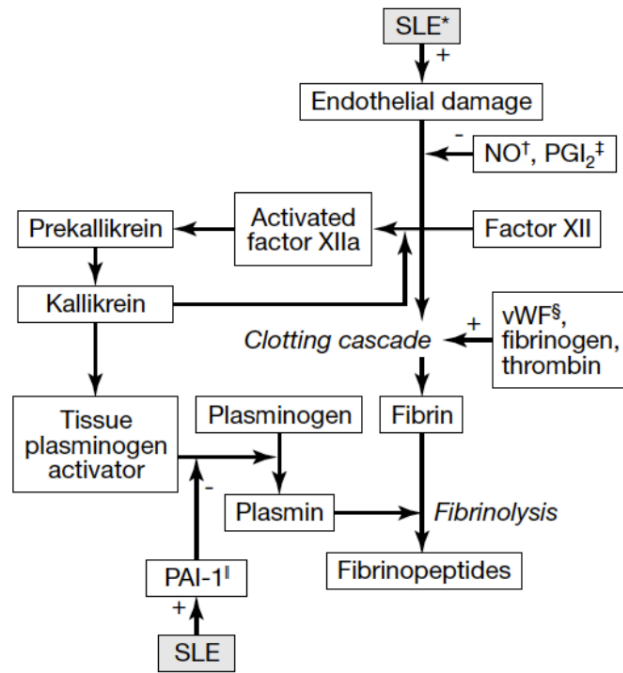 SLE*
+
Endothelial damage
-
NO†, PGI₂‡
Prekallikrein
Activated
factor XIIa
Factor XII
Kallikrein
Clotting cascade
+
vWF§,
fibrinogen,
thrombin
Tissue
plasminogen
activator
Plasminogen
Fibrin
-
Plasmin
Fibrinolysis
PAI-1‖
Fibrinopeptides
+
SLE